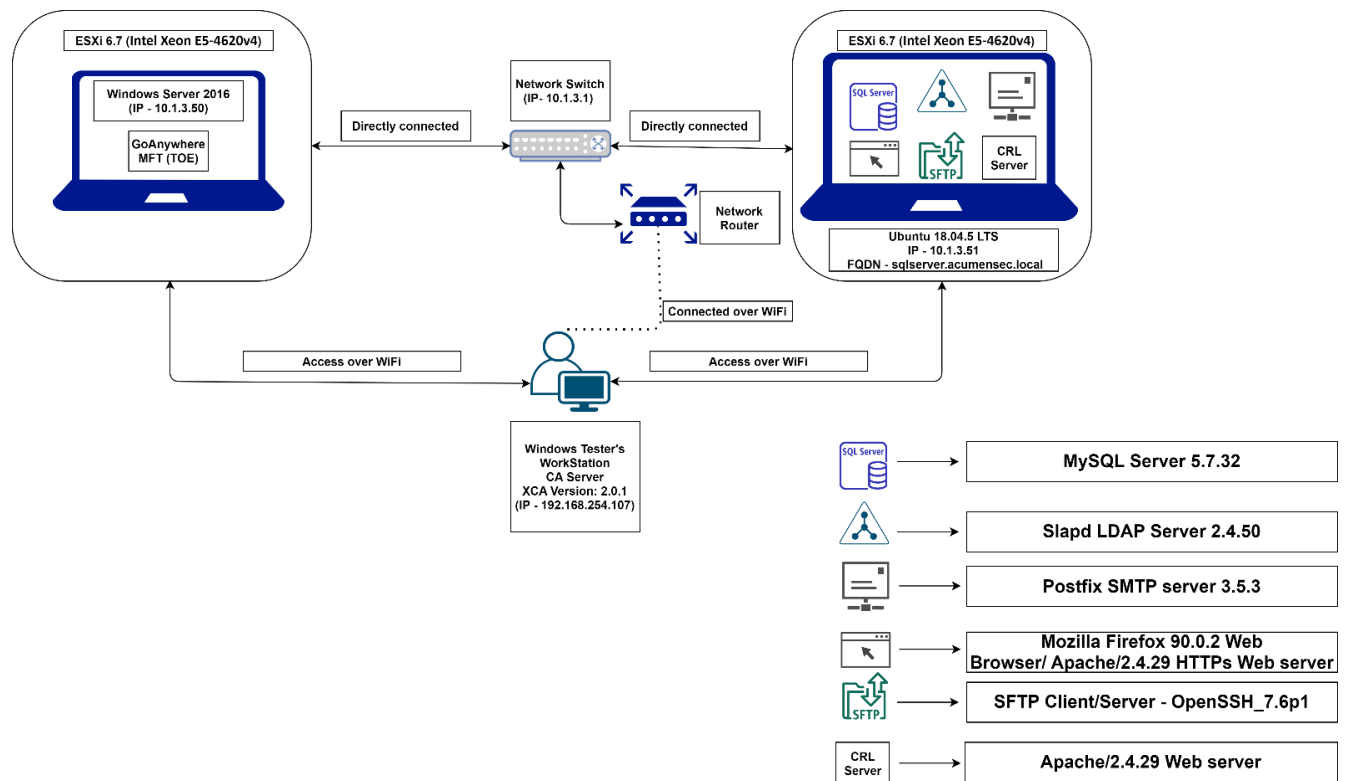 ESXi 6.7 (Intel Xeon E5-4620v4)
Windows Server 2016
(IP - 10.1.3.50)
GoAnywhere
MFT (TOE)
Directly connected
Network Switch
(IP- 10.1.3.1)
Directly connected
Network
Router
ESXi 6.7 (Intel Xeon E5-4620v4)
SQL Server
SFTP
CRL
Server
Ubuntu 18.04.5 LTS
IP - 10.1.3.51
FQDN - sqlserver.acumensec.local
Connected over WiFi
Access over WiFi
Access over WiFi
Windows Tester's
WorkStation
CA Server
XCA Version: 2.0.1
(IP - 192.168.254.107)
SQL Server
MySQL Server 5.7.32
Slapd LDAP Server 2.4.50
Postfix SMTP server 3.5.3
Mozilla Firefox 90.0.2 Web
Browser/ Apache/2.4.29 HTTPs Web server
SFTP
SFTP Client/Server - OpenSSH_7.6p1
CRL
Server
Apache/2.4.29 Web server